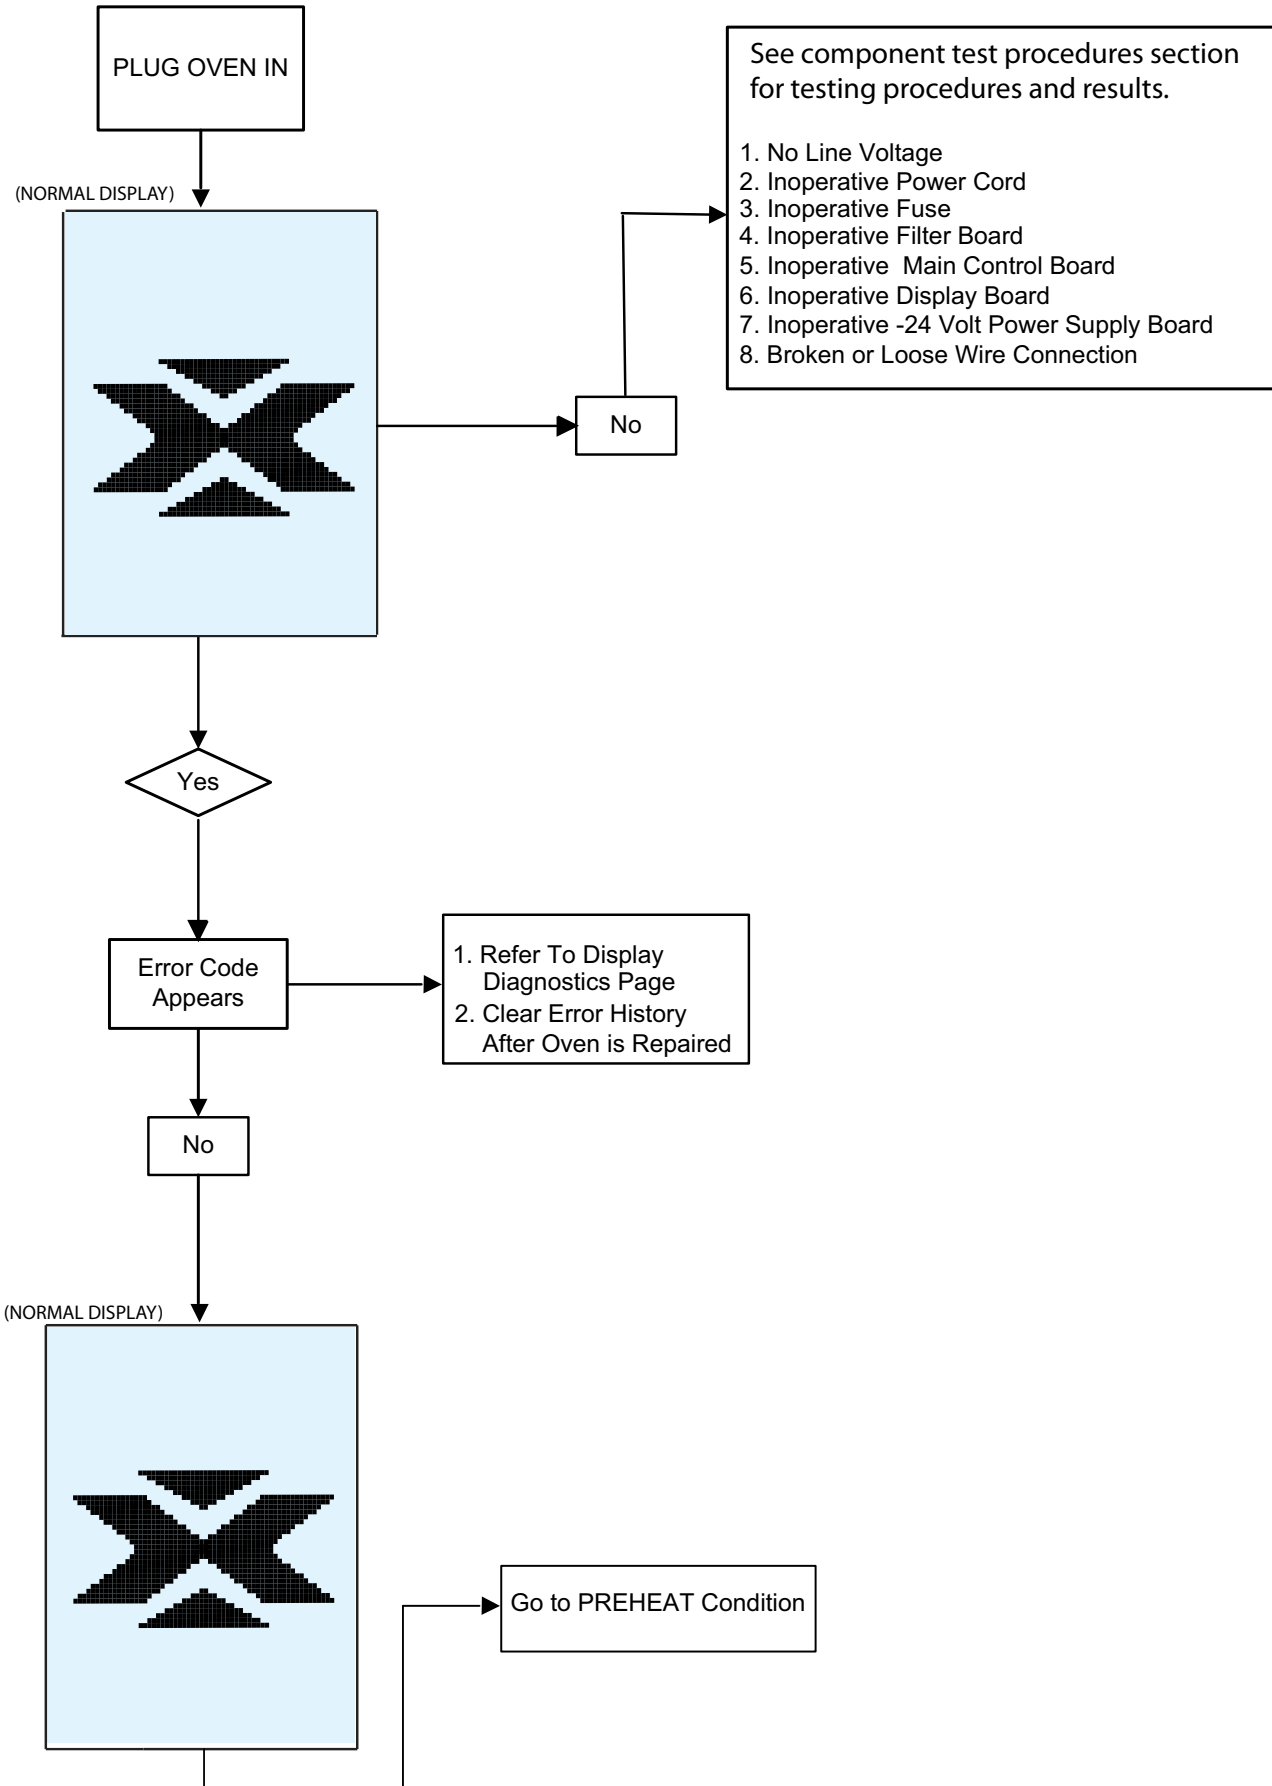 PLUG OVEN IN
See component test procedures section
for testing procedures and results.
1. No Line Voltage
2. Inoperative Power Cord
3. Inoperative Fuse
4. Inoperative Filter Board
5. Inoperative  Main Control Board
6. Inoperative Display Board
7. Inoperative -24 Volt Power Supply Board
8. Broken or Loose Wire Connection
(NORMAL DISPLAY)
No
Yes
Error Code
Appears
1. Refer To Display
Diagnostics Page
2. Clear Error History
After Oven is Repaired
No
(NORMAL DISPLAY)
Go to PREHEAT Condition